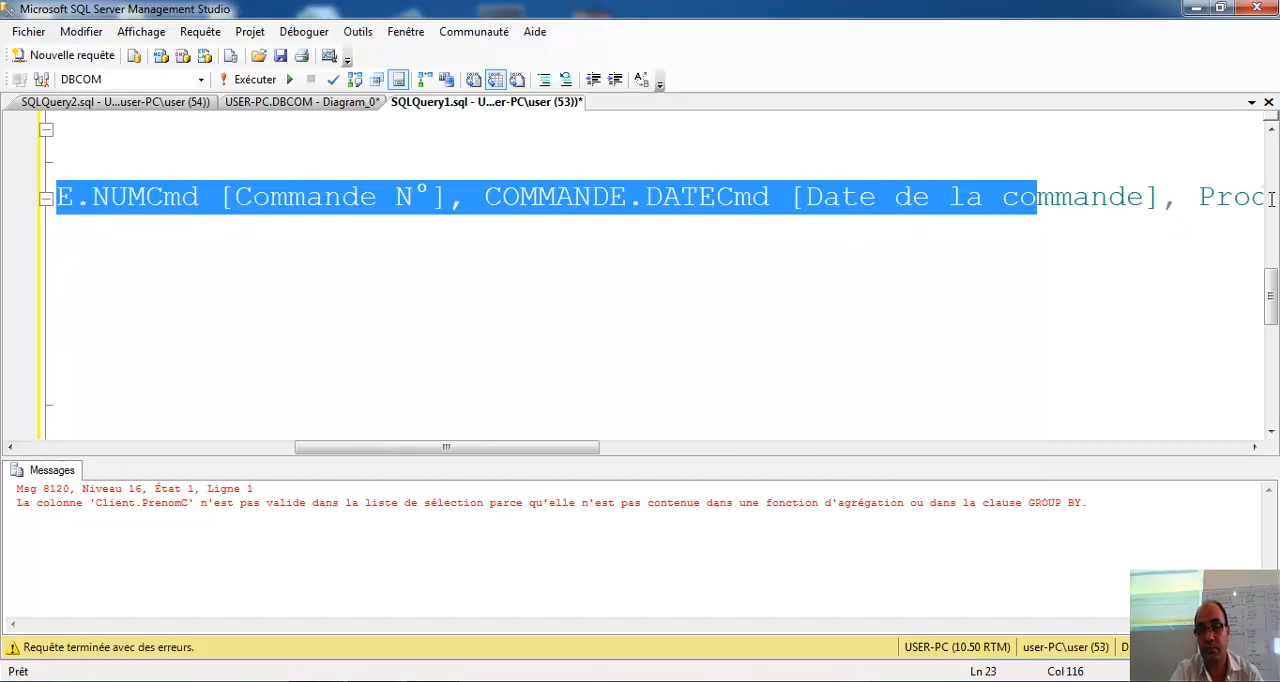 Microsoft SQL Server Management Studio
Fichier Modifier Affichage Requête Projet Déboguer Outils Fenêtre Communauté Aide
Nouvelle requête
DBCOM Exécuter
SQLQuery2.sql - U...user-PC\user (54)) USER-PC.DBCOM - Diagram_0* SQLQuery1.sql - U...er-PC\user (53))*
E.NUMCmd [Commande N°], COMMANDE.DATECmd [Date de la commande], Prod
Messages
Msg 8120, Niveau 16, État 1, Ligne 1
La colonne 'Client.PrenomC' n'est pas valide dans la liste de sélection parce qu'elle n'est pas contenue dans une fonction d'agrégation ou dans la clause GROUP BY.
Requête terminée avec des erreurs. USER-PC (10.50 RTM) user-PC\user (53) D
Prêt Ln 23 Col 116